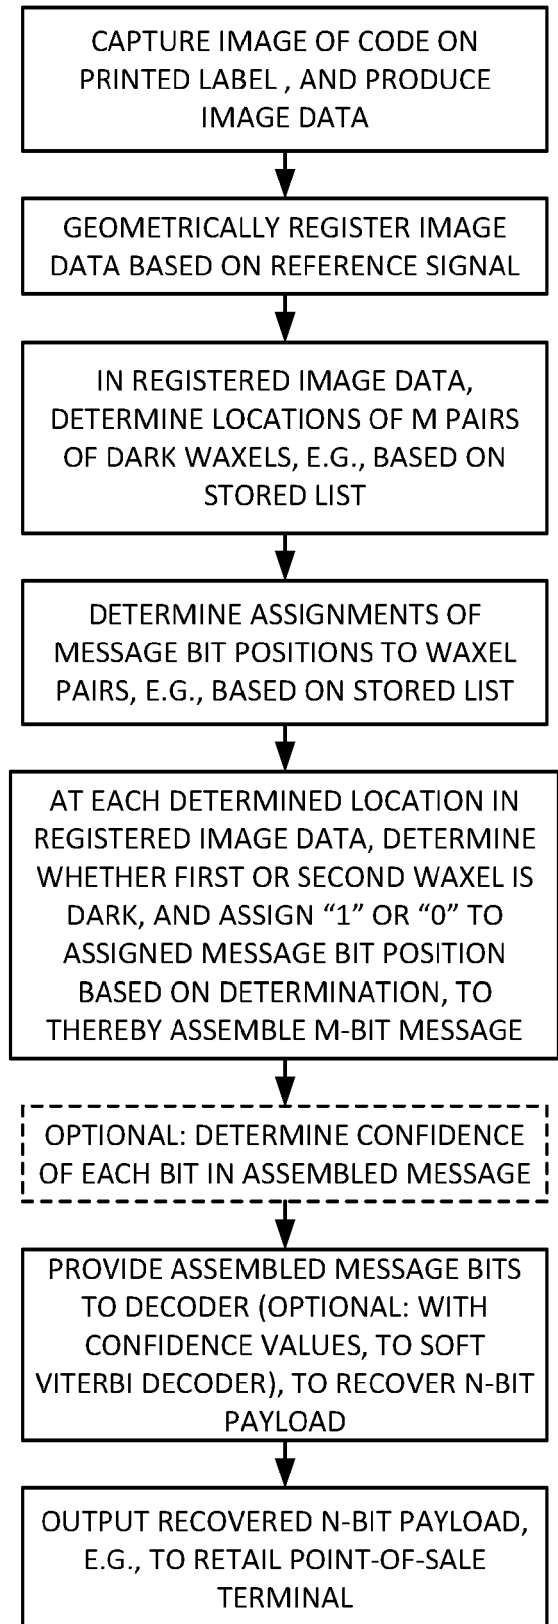 CAPTURE IMAGE OF CODE ON
PRINTED LABEL , AND PRODUCE
IMAGE DATA
GEOMETRICALLY REGISTER IMAGE
DATA BASED ON REFERENCE SIGNAL
IN REGISTERED IMAGE DATA,
DETERMINE LOCATIONS OF M PAIRS
OF DARK WAXELS, E.G., BASED ON
STORED LIST
DETERMINE ASSIGNMENTS OF
MESSAGE BIT POSITIONS TO WAXEL
PAIRS, E.G., BASED ON STORED LIST
AT EACH DETERMINED LOCATION IN
REGISTERED IMAGE DATA, DETERMINE
WHETHER FIRST OR SECOND WAXEL IS
DARK, AND ASSIGN “1” OR “0” TO
ASSIGNED MESSAGE BIT POSITION
BASED ON DETERMINATION, TO
THEREBY ASSEMBLE M-BIT MESSAGE
OPTIONAL: DETERMINE CONFIDENCE
OF EACH BIT IN ASSEMBLED MESSAGE
PROVIDE ASSEMBLED MESSAGE BITS
TO DECODER (OPTIONAL: WITH
CONFIDENCE VALUES, TO SOFT
VITERBI DECODER), TO RECOVER N-BIT
PAYLOAD
OUTPUT RECOVERED N-BIT PAYLOAD,
E.G., TO RETAIL POINT-OF-SALE
TERMINAL